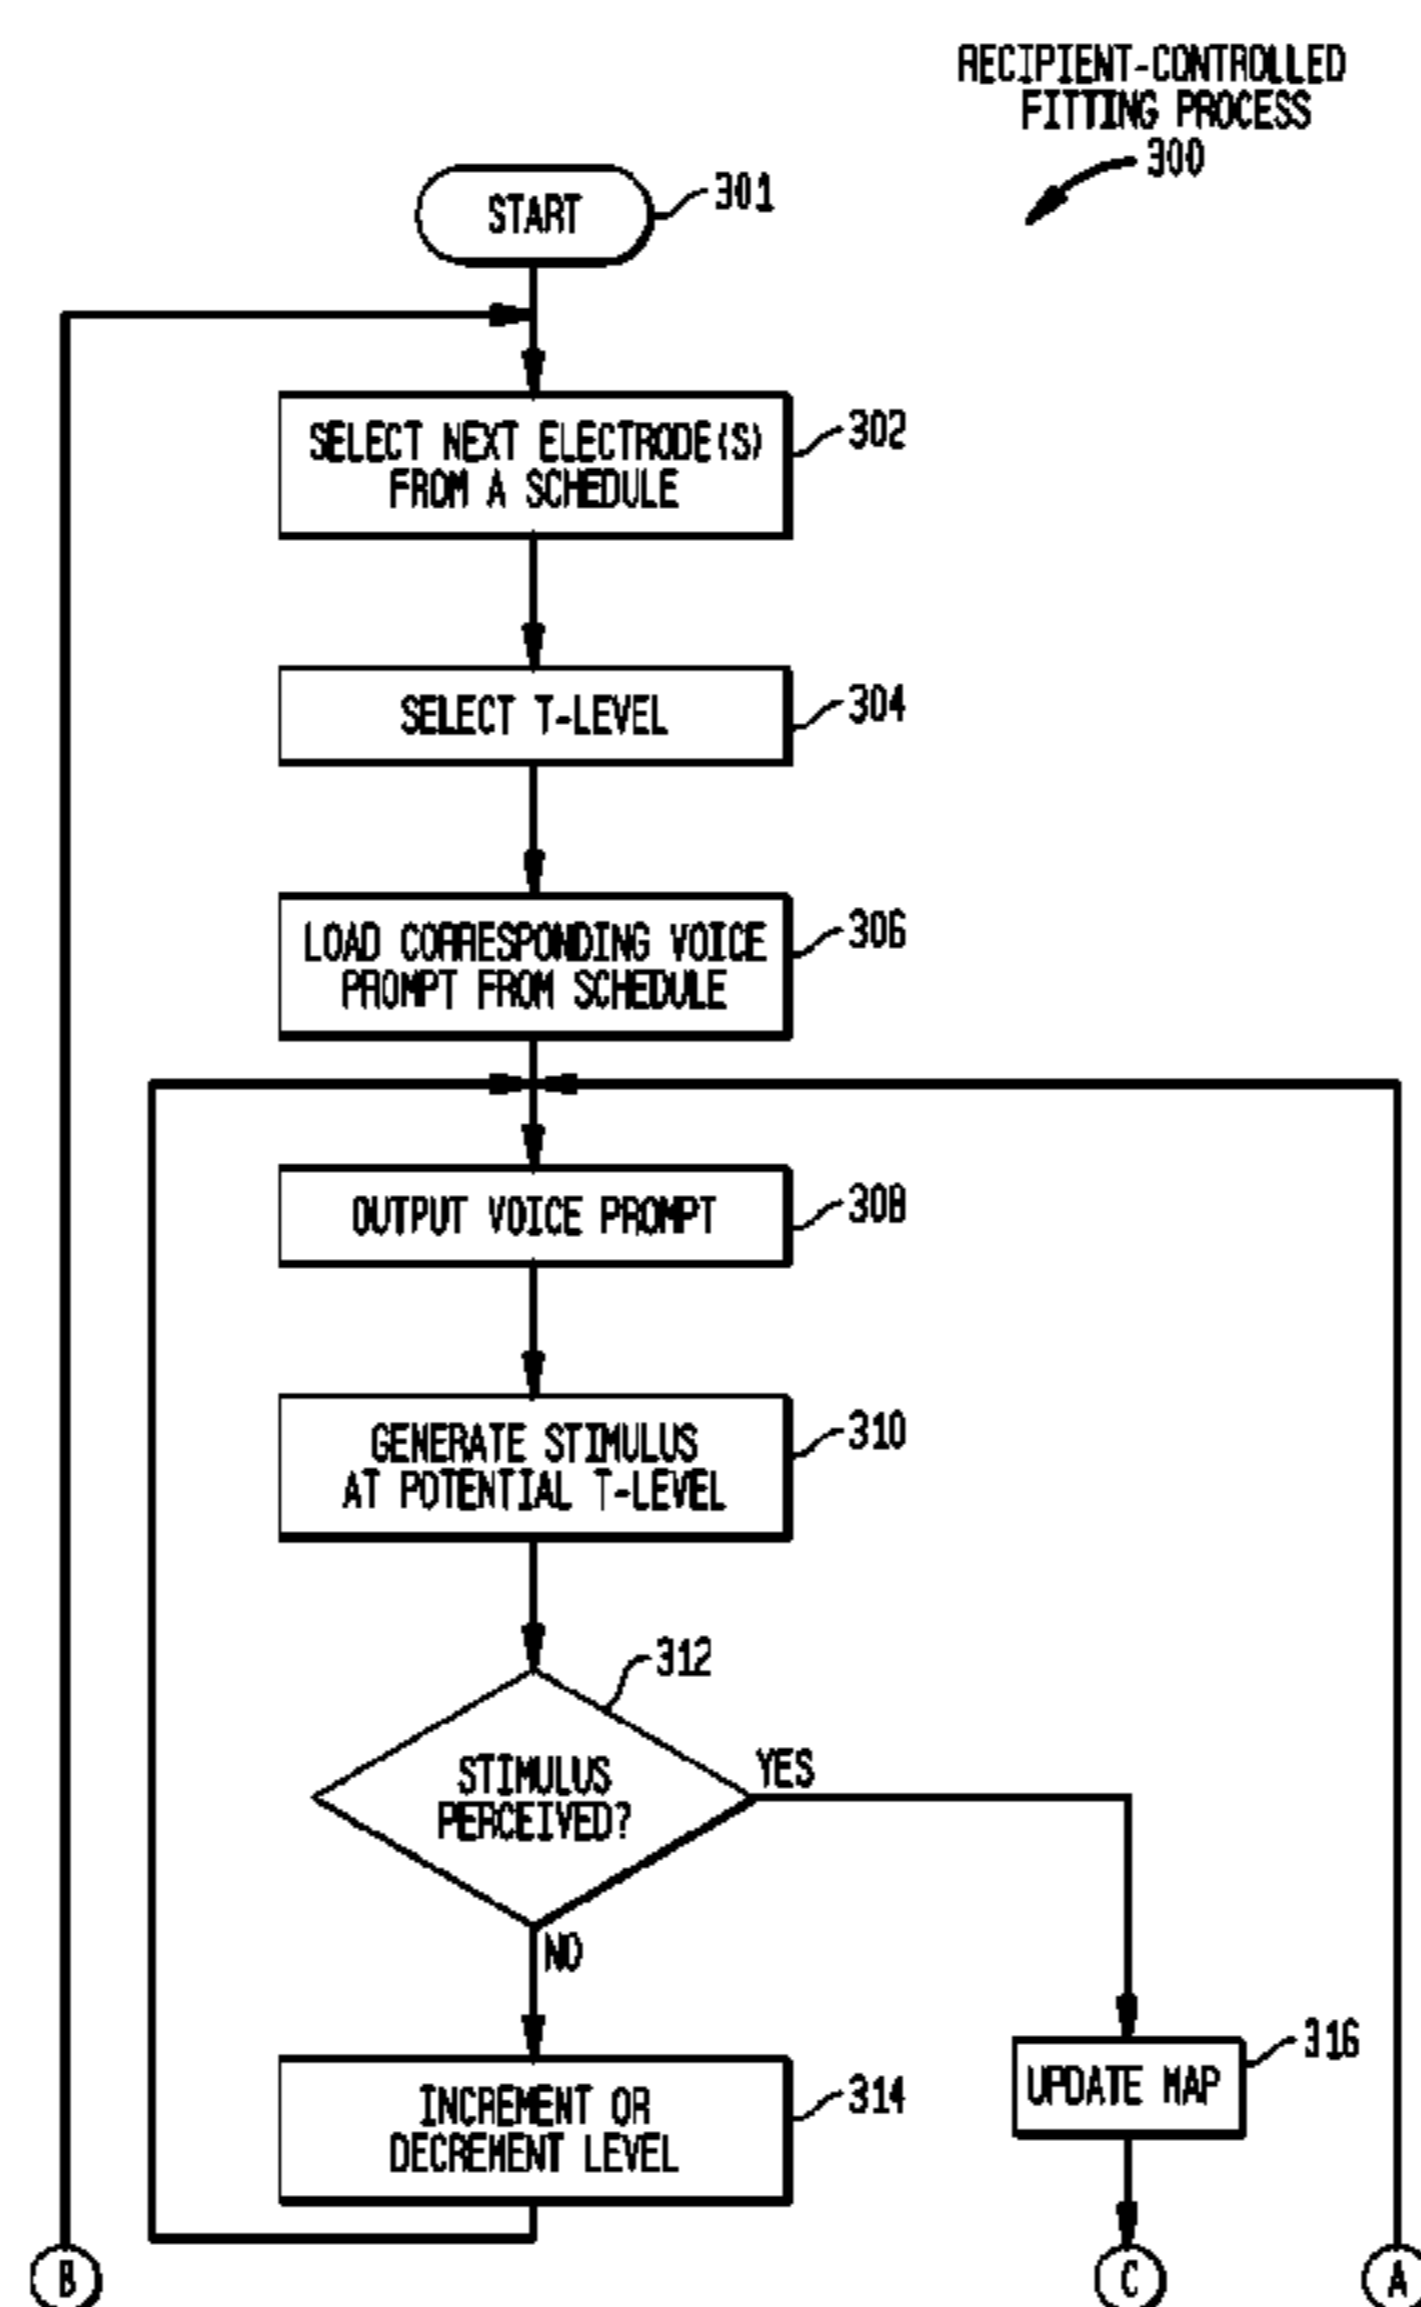 RECIPIENT-CONTROLLED
FITTING PROCESS
300
START
301
SELECT NEXT ELECTRODE(S)
FROM A SCHEDULE
302
SELECT T-LEVEL
304
LOAD CORRESPONDING VOICE
PROMPT FROM SCHEDULE
306
OUTPUT VOICE PROMPT
308
GENERATE STIMULUS
AT POTENTIAL T-LEVEL
310
312
STIMULUS
PERCEIVED?
YES
NO
INCREMENT OR
DECREMENT LEVEL
314
UPDATE MAP
316
B
C
A